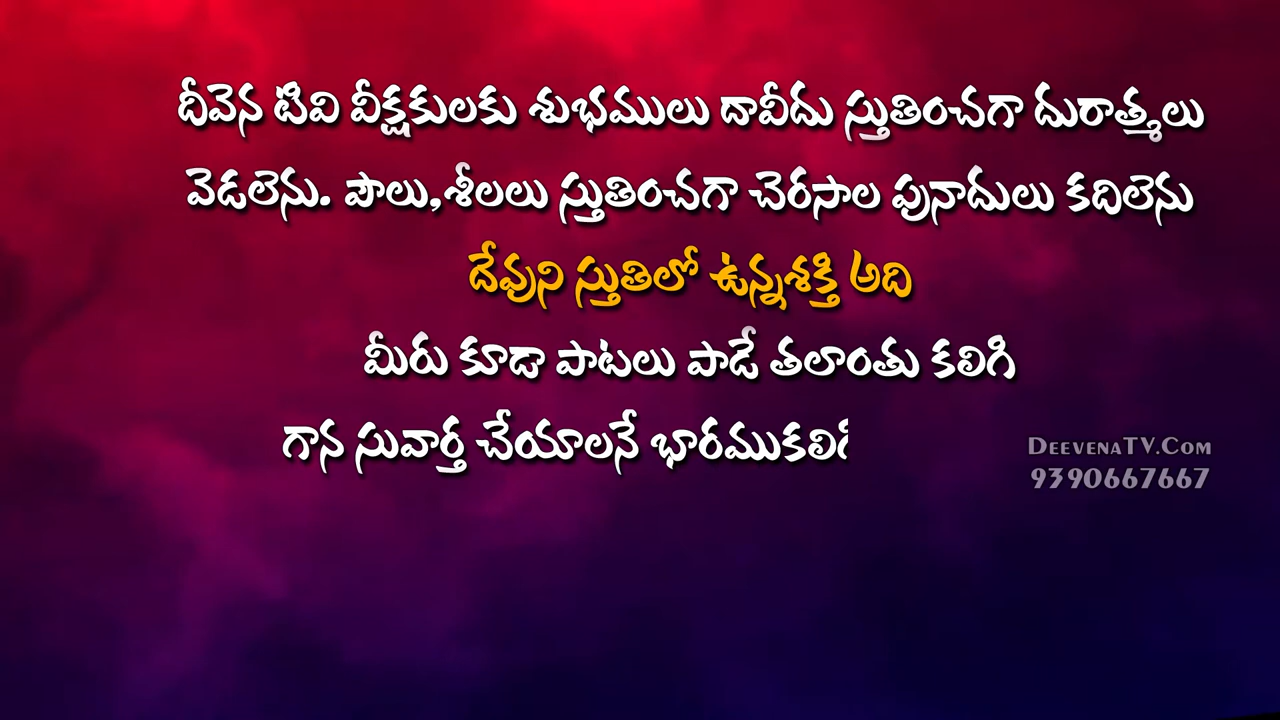 దీవెన టివి వీక్షకులకు శుభములు దావీదు స్తుతించగా దురాత్మలు
వెడలెను. పౌలు,శీలలు స్తుతించగా చెరసాల పునాదులు కదిలెను
దేవుని స్తుతిలో ఉన్నశక్తి అది
మీరు కూడా పాటలు పాడే తలాంతు కలిగి
గాన సువార్త చేయాలనే భారముకలిగి
DeevenaTV.Com
9390667667